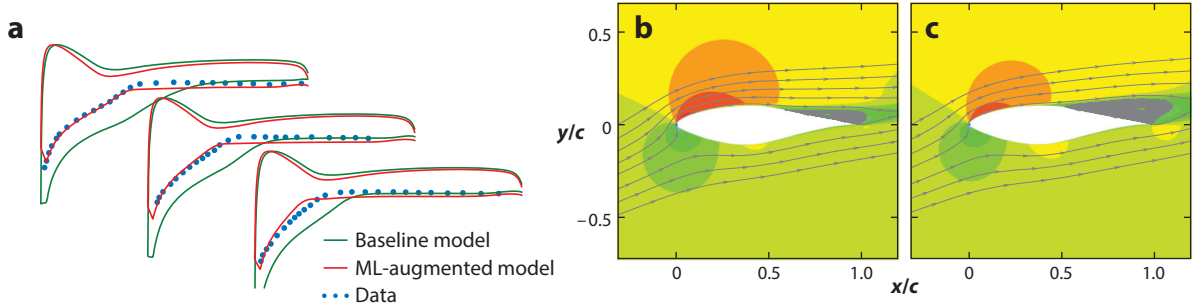 a
Baseline model
ML-augmented model
Data
b
c
y/c
0.5
0
−0.5
0
0.5
1.0
0
0.5
1.0
x/c